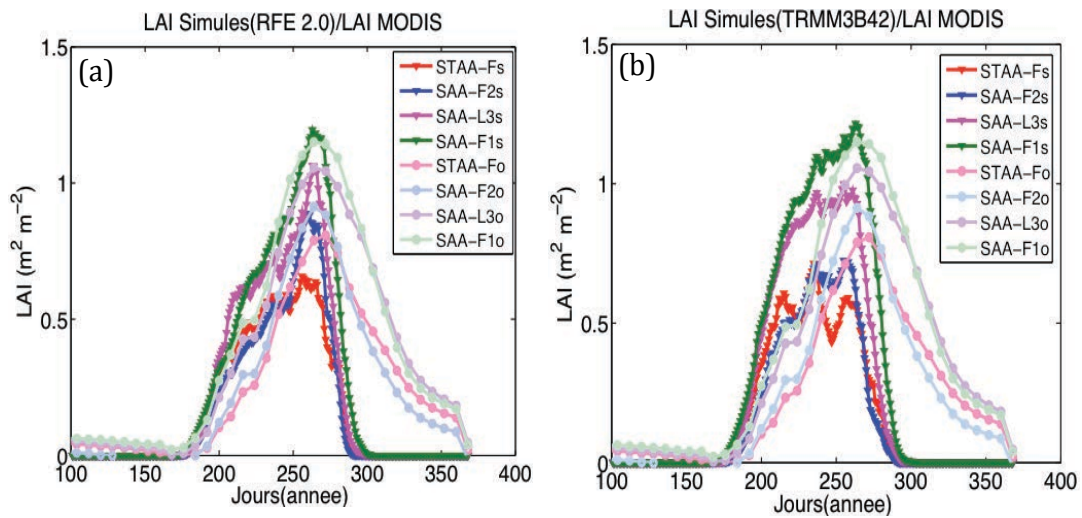 LAI Simules(RFE 2.0)/LAI MODIS
(a)
1.5
1
0.5
0
LAI (m² m⁻²)
STAA-Fs
SAA-F2s
SAA-L3s
SAA-F1s
STAA-Fo
SAA-F2o
SAA-L3o
SAA-F1o
100 150 200 250 300 350 400
Jours(annee)
LAI Simules(TRMM3B42)/LAI MODIS
(b)
1.5
1
0.5
0
LAI (m² m⁻²)
STAA-Fs
SAA-F2s
SAA-L3s
SAA-F1s
STAA-Fo
SAA-F2o
SAA-L3o
SAA-F1o
100 150 200 250 300 350 400
Jours(annee)